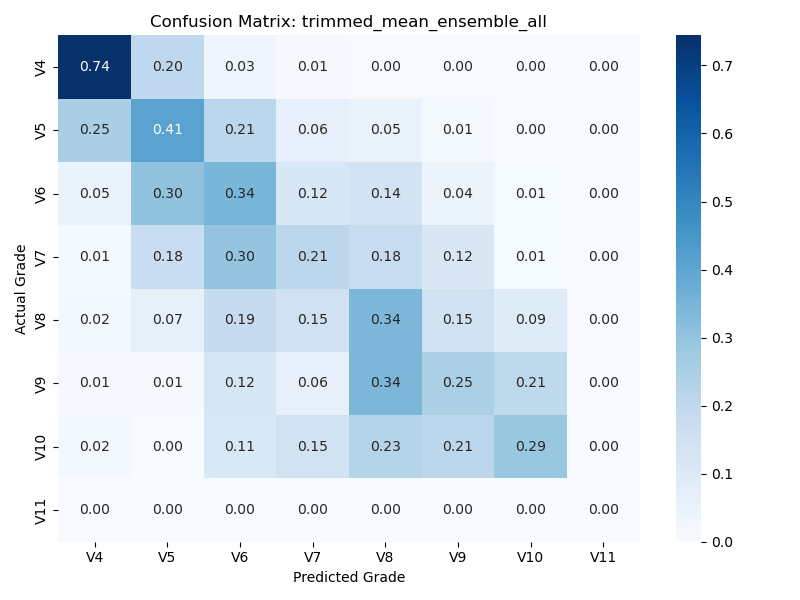 Confusion Matrix: trimmed_mean_ensemble_all
V4 0.74 0.20 0.03 0.01 0.00 0.00 0.00 0.00
V5 0.25 0.41 0.21 0.06 0.05 0.01 0.00 0.00
V6 0.05 0.30 0.34 0.12 0.14 0.04 0.01 0.00
V7 0.01 0.18 0.30 0.21 0.18 0.12 0.01 0.00
V8 0.02 0.07 0.19 0.15 0.34 0.15 0.09 0.00
V9 0.01 0.01 0.12 0.06 0.34 0.25 0.21 0.00
V10 0.02 0.00 0.11 0.15 0.23 0.21 0.29 0.00
V11 0.00 0.00 0.00 0.00 0.00 0.00 0.00 0.00
V4 V5 V6 V7 V8 V9 V10 V11
Predicted Grade
Actual Grade
0.7
0.6
0.5
0.4
0.3
0.2
0.1
0.0